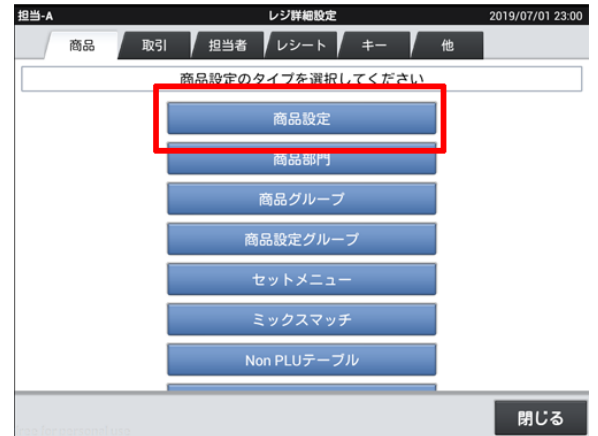 担当-A レジ詳細設定 2019/07/01 23:00
商品 取引 担当者 レシート キー 他
商品設定のタイプを選択してください
商品設定
商品部門
商品グループ
商品設定グループ
セットメニュー
ミックスマッチ
Non PLUテーブル
閉じる